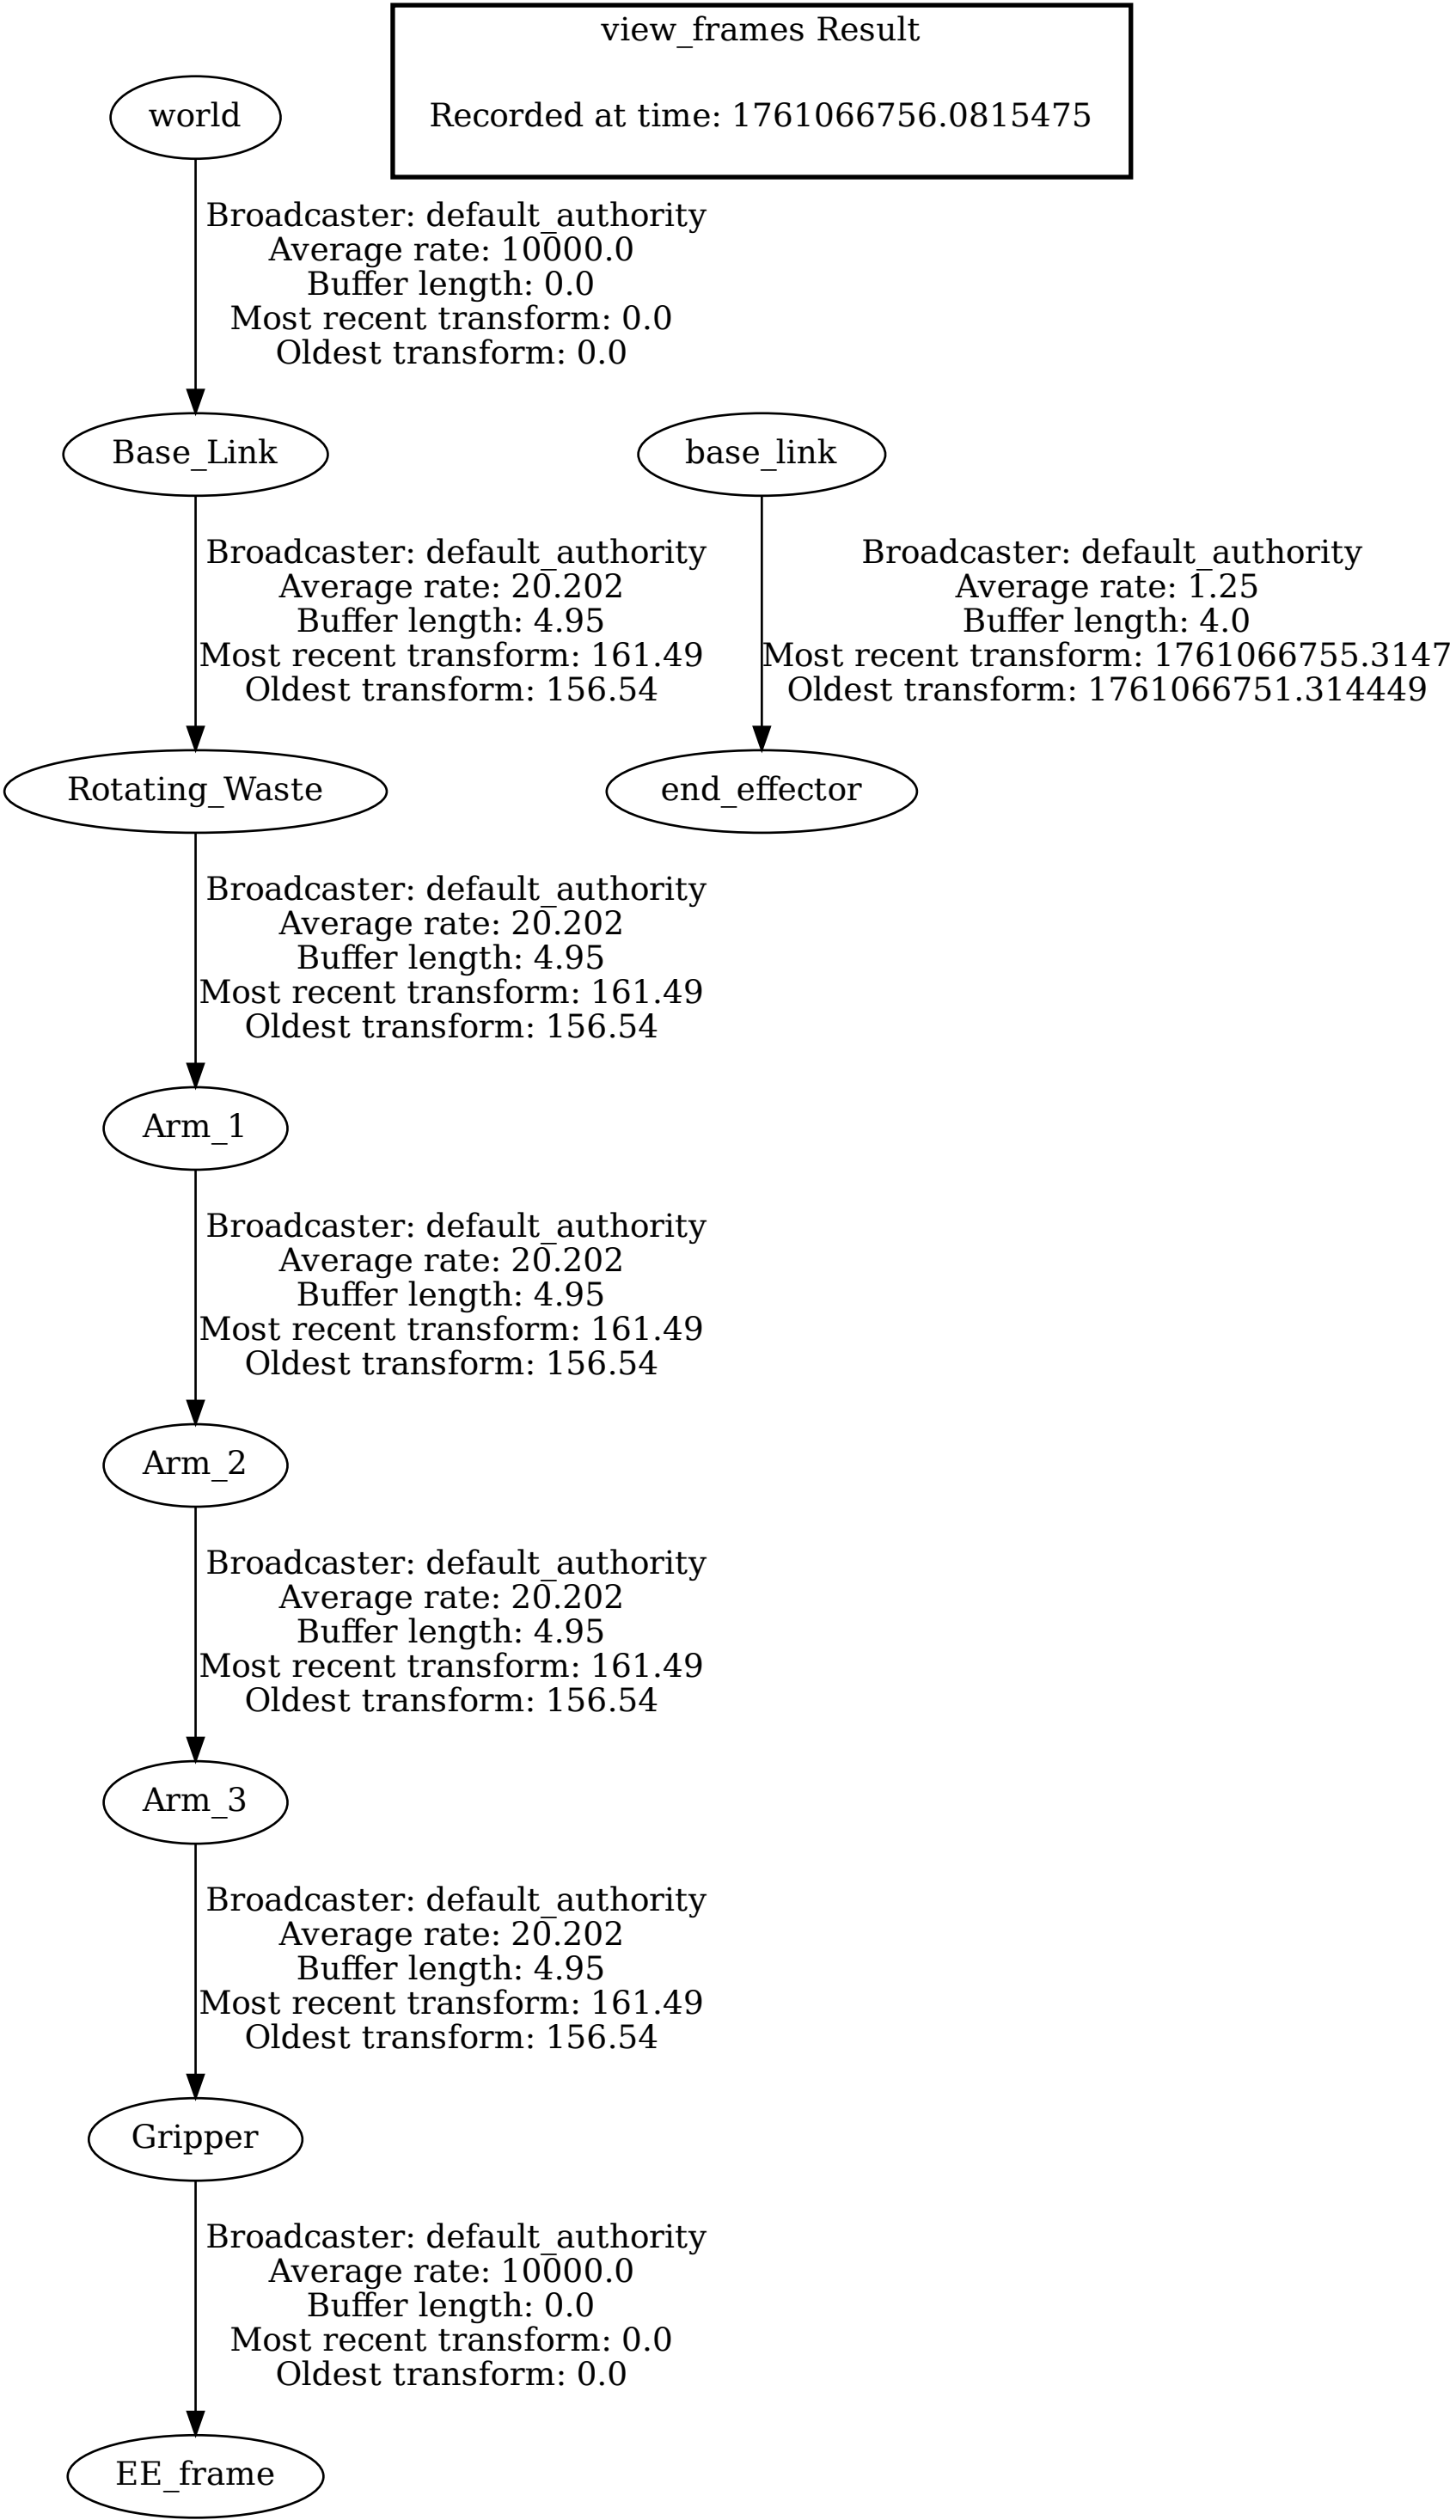 view_frames Result
Recorded at time: 1761066756.0815475
world
Broadcaster: default_authority
Average rate: 10000.0
Buffer length: 0.0
Most recent transform: 0.0
Oldest transform: 0.0
Base_Link
Broadcaster: default_authority
Average rate: 20.202
Buffer length: 4.95
Most recent transform: 161.49
Oldest transform: 156.54
Rotating_Waste
Broadcaster: default_authority
Average rate: 20.202
Buffer length: 4.95
Most recent transform: 161.49
Oldest transform: 156.54
Arm_1
Broadcaster: default_authority
Average rate: 20.202
Buffer length: 4.95
Most recent transform: 161.49
Oldest transform: 156.54
Arm_2
Broadcaster: default_authority
Average rate: 20.202
Buffer length: 4.95
Most recent transform: 161.49
Oldest transform: 156.54
Arm_3
Broadcaster: default_authority
Average rate: 20.202
Buffer length: 4.95
Most recent transform: 161.49
Oldest transform: 156.54
Gripper
Broadcaster: default_authority
Average rate: 10000.0
Buffer length: 0.0
Most recent transform: 0.0
Oldest transform: 0.0
EE_frame
base_link
Broadcaster: default_authority
Average rate: 1.25
Buffer length: 4.0
Most recent transform: 1761066755.3147
Oldest transform: 1761066751.314449
end_effector